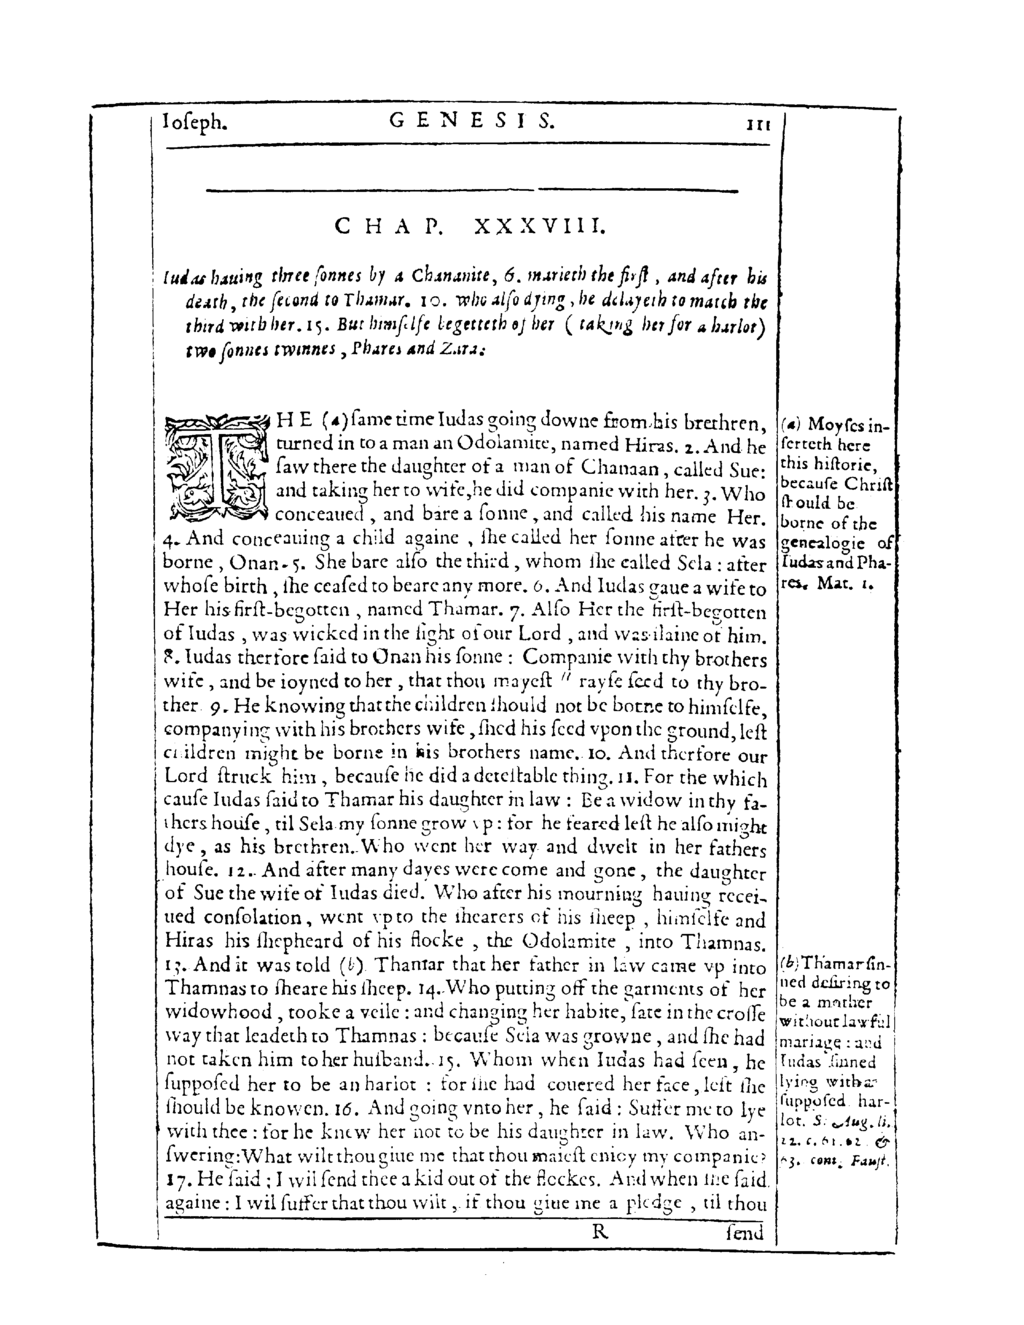 Ioſeph. GENESIS. 111
CHAP. XXXVIII.
Iudas hauing three ſonnes by a Chananite, 6. marieth the firſt, and after his
death, the ſecond to Thamar. 10. who alſo dying, he delayeth to match the
third with her. 15. But himſelfe begetteth of her (taking her for a harlot)
two ſonnes twinnes, Phares and Zara:
THE (a) ſame time Iudas going downe from his brethren,
turned in to a man an Odolamite, named Hiras. 2. And he
ſaw there the daughter of a man of Chanaan, called Sue:
and taking her to wife, he did companie with her. 3. Who
conceaued, and bare a ſonne, and called his name Her.
4. And conceauing a child againe, ſhe called her ſonne after he was
borne, Onan. 5. She bare alſo the third, whom ſhe called Sela: after
whoſe birth, ſhe ceaſed to beare any more. 6. And Iudas gaue a wife to
Her his firſt-begotten, named Thamar. 7. Alſo Her the firſt-begotten
of Iudas, was wicked in the ſight of our Lord, and was ſlaine of him.
8. Iudas therfore ſaid to Onan his ſonne: Companie with thy brothers
wife, and be ioyned to her, that thou mayeſt " rayſe ſeed to thy bro-
ther 9. He knowing that the children ſhould not be borne to himſelfe,
companying with his brothers wife, ſhed his ſeed vpon the ground, leſt
children might be borne in his brothers name. 10. And therfore our
Lord ſtruck him, becauſe he did a deteſtable thing. 11. For the which
cauſe Iudas ſaid to Thamar his daughter in law: Be a widow in thy fa-
thers houſe, til Sela my ſonne grow vp: for he feared leſt he alſo might
dye, as his brethren. Who went her way and dwelt in her fathers
houſe. 12. And after many dayes were come and gone, the daughter
of Sue the wife of Iudas died. Who after his mourning hauing recei-
ued conſolation, went vp to the ſhearers of his ſheep, himſelfe and
Hiras his ſhepheard of his flocke, the Odolamite, into Thamnas.
13. And it was told (b) Thamar that her father in law came vp into
Thamnas to ſheare his ſheep. 14. Who putting off the garments of her
widowhood, tooke a veile: and changing her habite, ſate in the croſſe
way that leadeth to Thamnas: becauſe Sela was growne, and ſhe had
not taken him to her huſband. 15. Whom when Iudas had ſeen, he
ſuppoſed her to be an harlot: for ſhe had couered her face, leſt ſhe
ſhould be knowen. 16. And going vnto her, he ſaid: Suffer me to lye
with thee: for he knew her not to be his daughter in law. Who an-
ſwering: What wilt thou giue me that thou maieſt enioy my companie?
17. He ſaid; I wil ſend thee a kid out of the flockes. And when ſhe ſaid
againe: I wil ſuffer that thou wilt, if thou giue me a pledge, til thou
R ſend
(a) Moyſes in-
ſerteth here
this hiſtorie,
becauſe Chriſt
ſhould be
borne of the
genealogie of
Iudas and Pha-
res. Mat. 1.
(b) Thamar ſin-
ned deſiring to
be a mother
without lawful
mariage: and
Iudas ſinned
lying with a
ſuppoſed har-
lot. S. Aug. li.
22. c. 61. 62. &
63. cont. Fauſt.